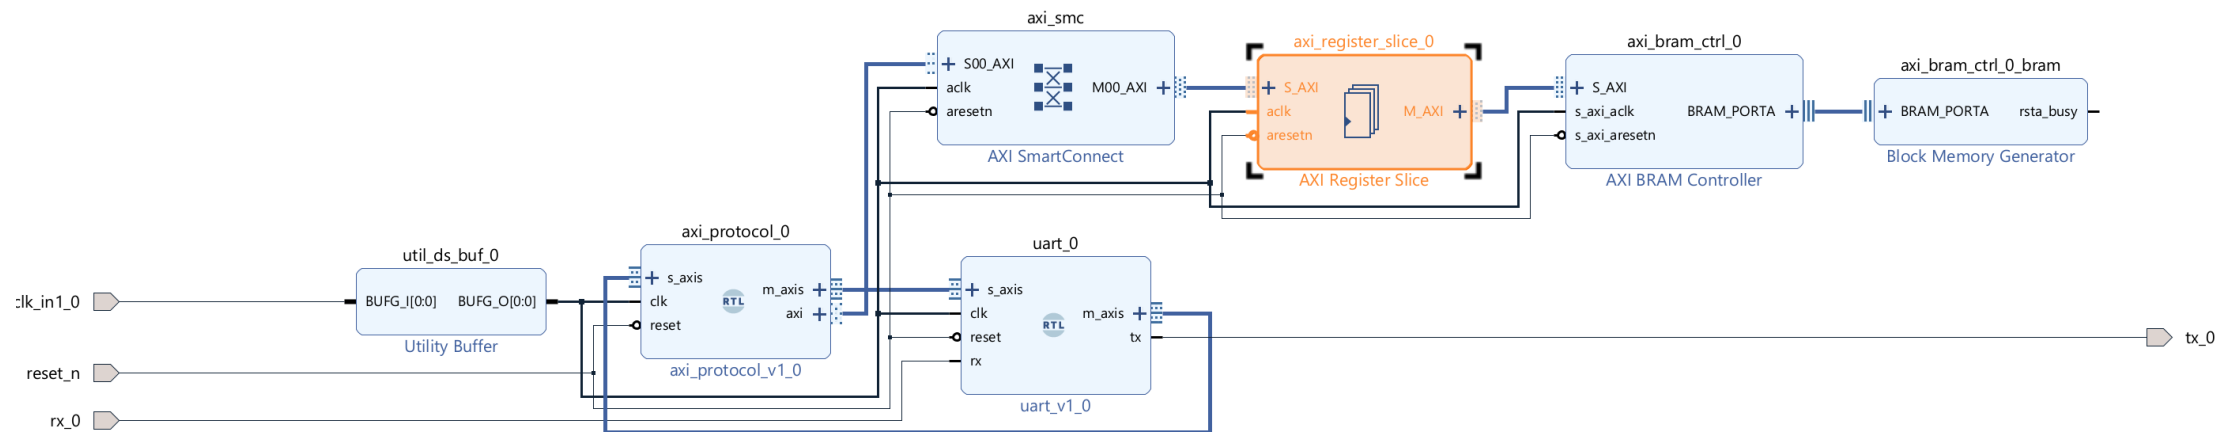 axi_smc
S00_AXI
aclk
aresetn
M00_AXI
AXI SmartConnect
axi_register_slice_0
S_AXI
aclk
aresetn
M_AXI
AXI Register Slice
axi_bram_ctrl_0
S_AXI
s_axi_aclk
s_axi_aresetn
BRAM_PORTA
AXI BRAM Controller
axi_bram_ctrl_0_bram
BRAM_PORTA
rsta_busy
Block Memory Generator
clk_in1_0
reset_n
rx_0
util_ds_buf_0
BUFG_I[0:0]
BUFG_O[0:0]
Utility Buffer
axi_protocol_0
s_axis
clk
reset
RTL
m_axis
axi
axi_protocol_v1_0
uart_0
s_axis
clk
reset
rx
RTL
m_axis
tx
uart_v1_0
tx_0